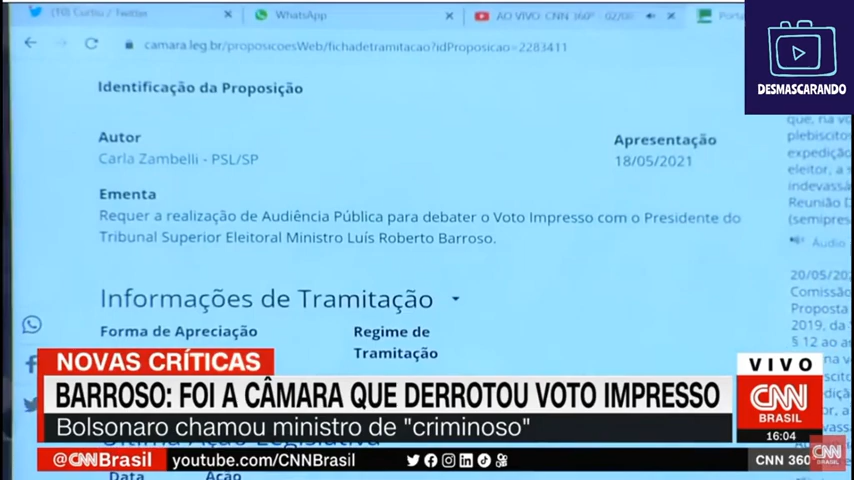 (10) Curtiu / Twitter
WhatsApp
AO VIVO: CNN 360°
DESMASCARANDO
camara.leg.br/proposicoesWeb/fichadetramitacao?idProposicao=2283411
Identificação da Proposição
Autor
Apresentação
Carla Zambelli - PSL/SP
18/05/2021
Ementa
Requer a realização de Audiência Pública para debater o Voto Impresso com o Presidente do
Tribunal Superior Eleitoral Ministro Luís Roberto Barroso.
Informações de Tramitação
Forma de Apreciação
Regime de
Tramitação
que, na vo
plebiscitos
expedição
eleitor, a s
indevassá
Reunião D
(semipres
Áudio
20/05/202
Comissão
Proposta
2019, da
§ 12 ao a
NOVAS CRÍTICAS
BARROSO: FOI A CÂMARA QUE DERROTOU VOTO IMPRESSO
Bolsonaro chamou ministro de "criminoso"
VIVO
CNN
BRASIL
16:04
@CNNBrasil
youtube.com/CNNBrasil
CNN 360
CNN
BRASIL
Data
Ação